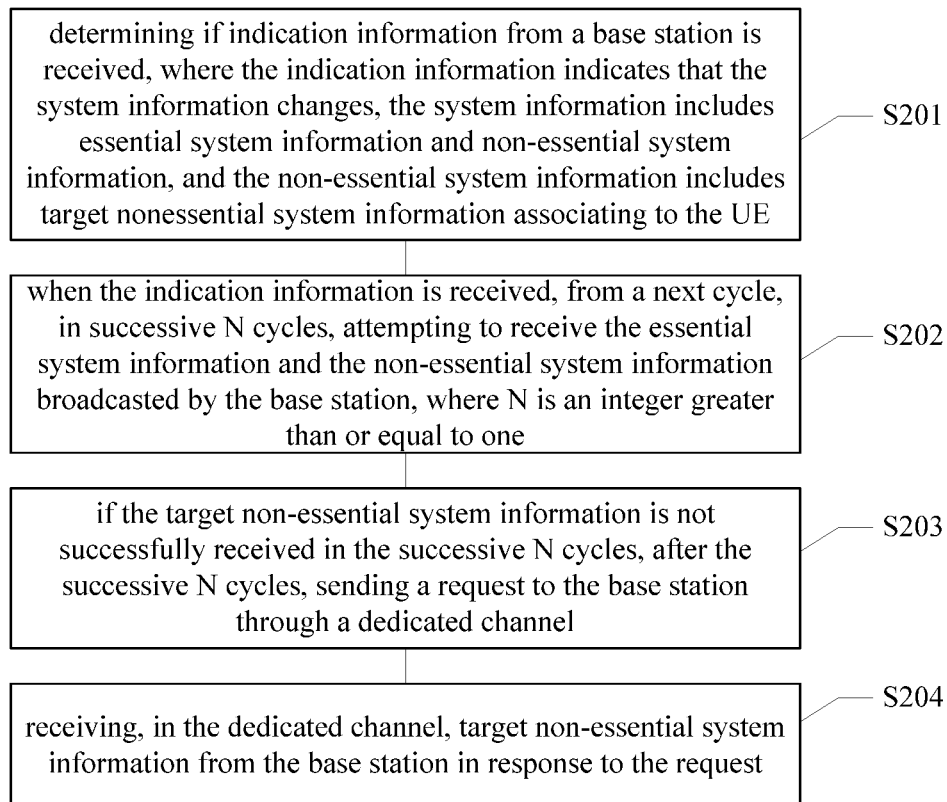 determining if indication information from a base station is
received, where the indication information indicates that the
system information changes, the system information includes
essential system information and non-essential system
information, and the non-essential system information includes
target nonessential system information associating to the UE
S201
when the indication information is received, from a next cycle,
in successive N cycles, attempting to receive the essential
system information and the non-essential system information
broadcasted by the base station, where N is an integer greater
than or equal to one
S202
if the target non-essential system information is not
successfully received in the successive N cycles, after the
successive N cycles, sending a request to the base station
through a dedicated channel
S203
receiving, in the dedicated channel, target non-essential system
information from the base station in response to the request
S204